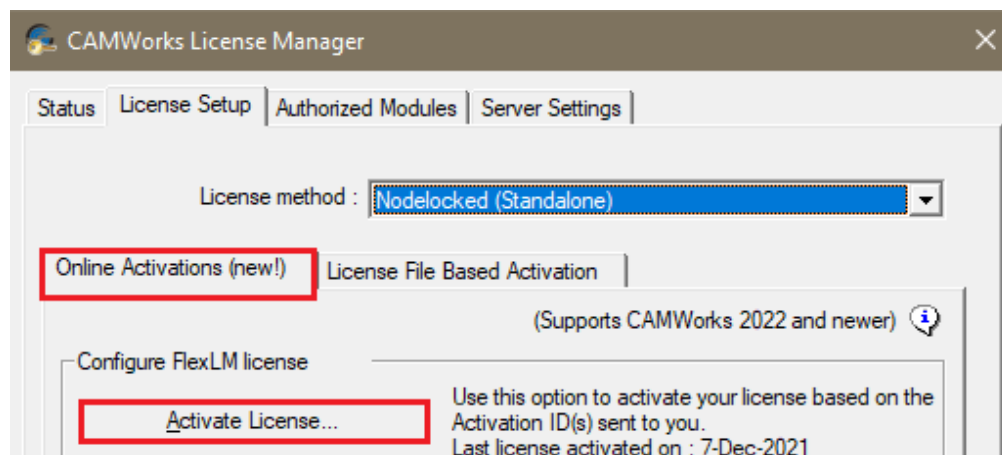 CAMWorks License Manager
Status License Setup Authorized Modules Server Settings
License method : Nodelocked (Standalone)
Online Activations (new!) License File Based Activation
(Supports CAMWorks 2022 and newer)
Configure FlexLM license
Activate License...
Use this option to activate your license based on the
Activation ID(s) sent to you.
Last license activated on : 7-Dec-2021